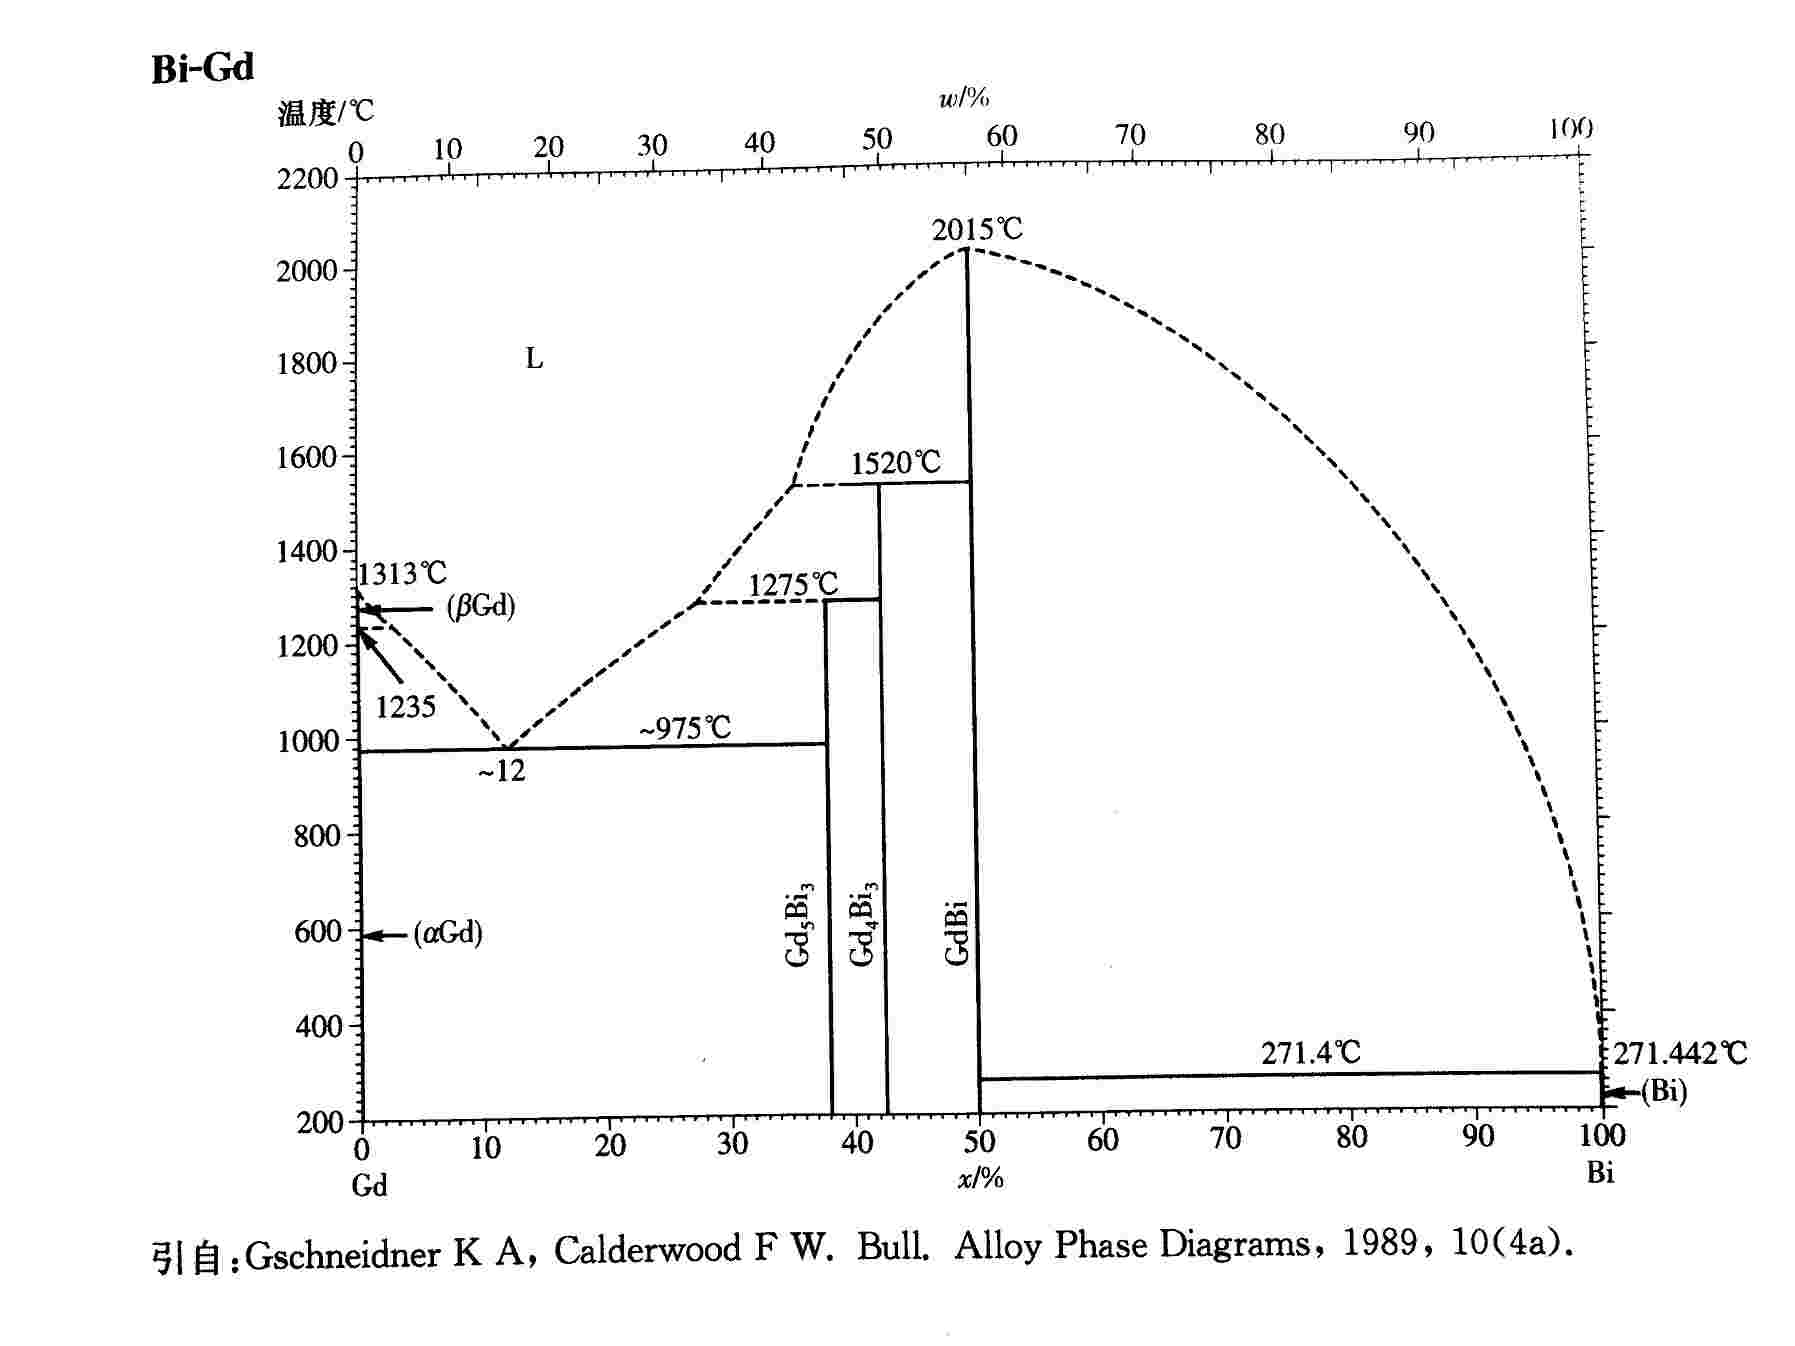 Bi-Gd
温度/℃
w/%
0 10 20 30 40 50 60 70 80 90 100
2200
2015℃
2000
L
1800
1600
1520℃
1400
1313℃
1275℃
(βGd)
1200
1235
1000
~975℃
~12
800
Gd₅Bi₃ Gd₄Bi₃ GdBi
600
(αGd)
400
271.4℃ 271.442℃
(Bi)
200
0 10 20 30 40 50 60 70 80 90 100
Gd x/% Bi
引自:Gschneidner K A, Calderwood F W. Bull. Alloy Phase Diagrams, 1989, 10(4a).